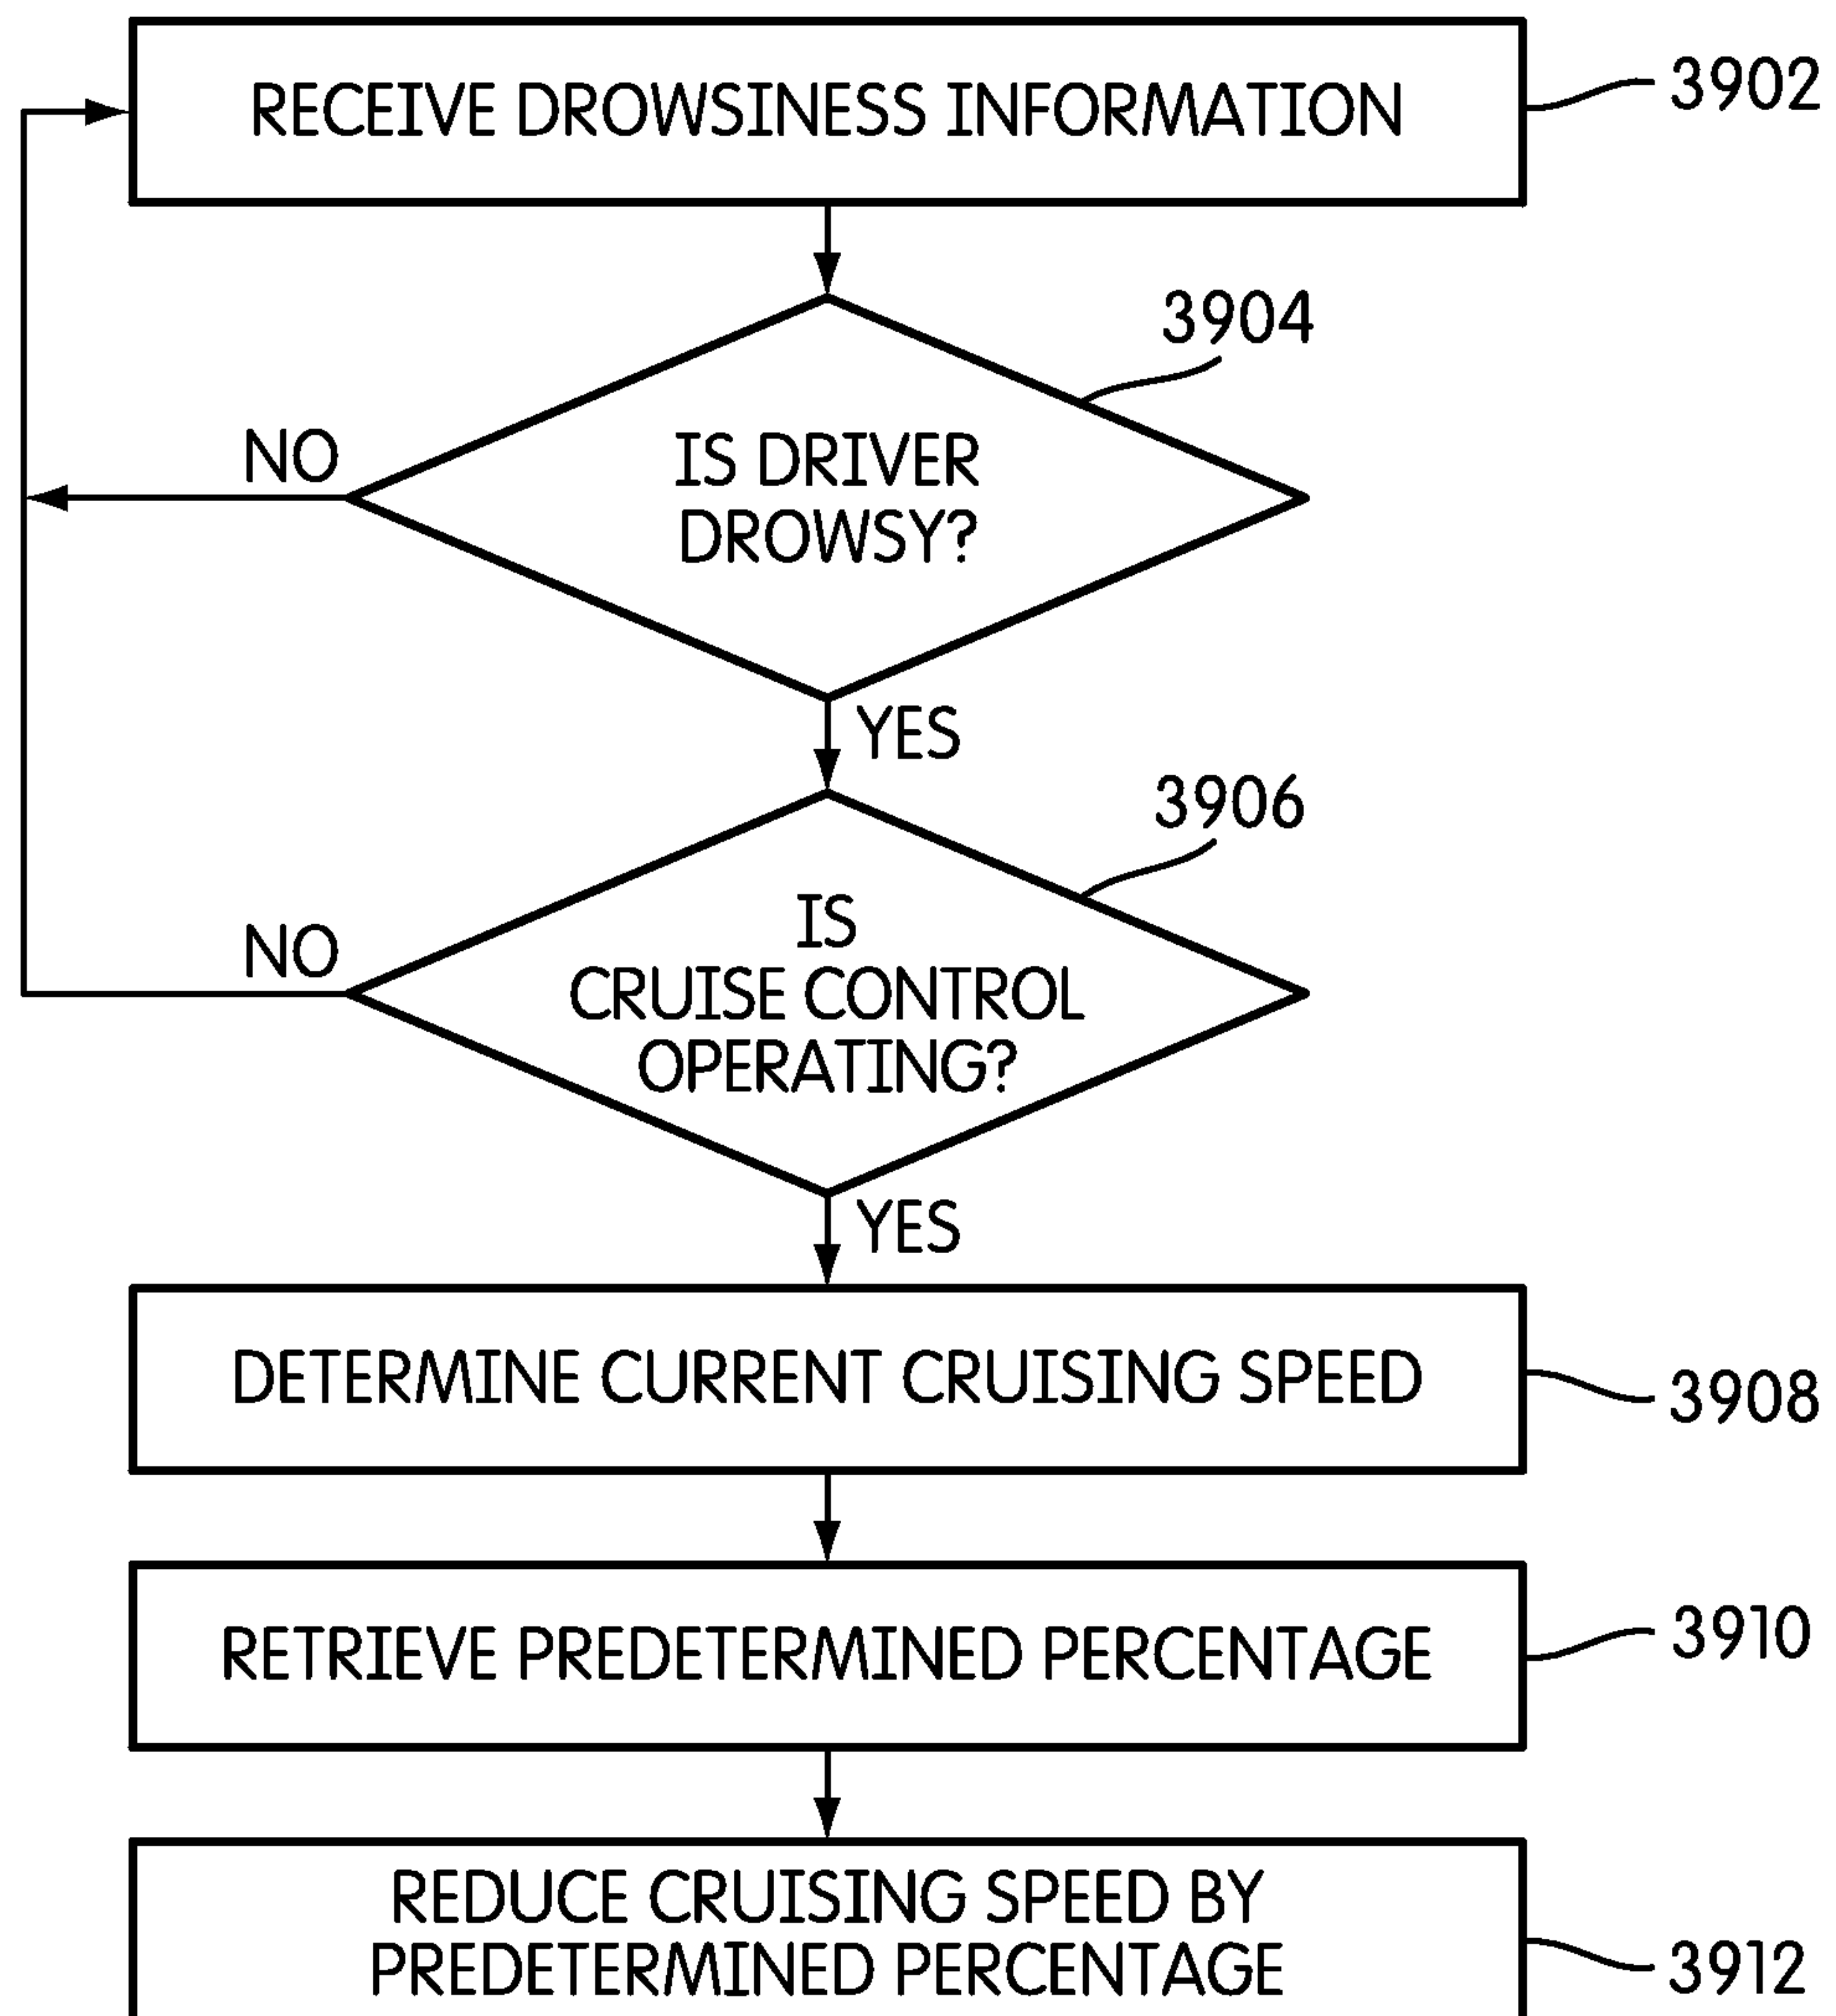 RECEIVE DROWSINESS INFORMATION
3902
3904
IS DRIVER
DROWSY?
NO
YES
3906
IS
CRUISE CONTROL
OPERATING?
NO
YES
DETERMINE CURRENT CRUISING SPEED
3908
RETRIEVE PREDETERMINED PERCENTAGE
3910
REDUCE CRUISING SPEED BY
PREDETERMINED PERCENTAGE
3912